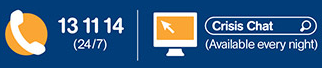 13 11 14
(24/7)
Crisis Chat
(Available every night)